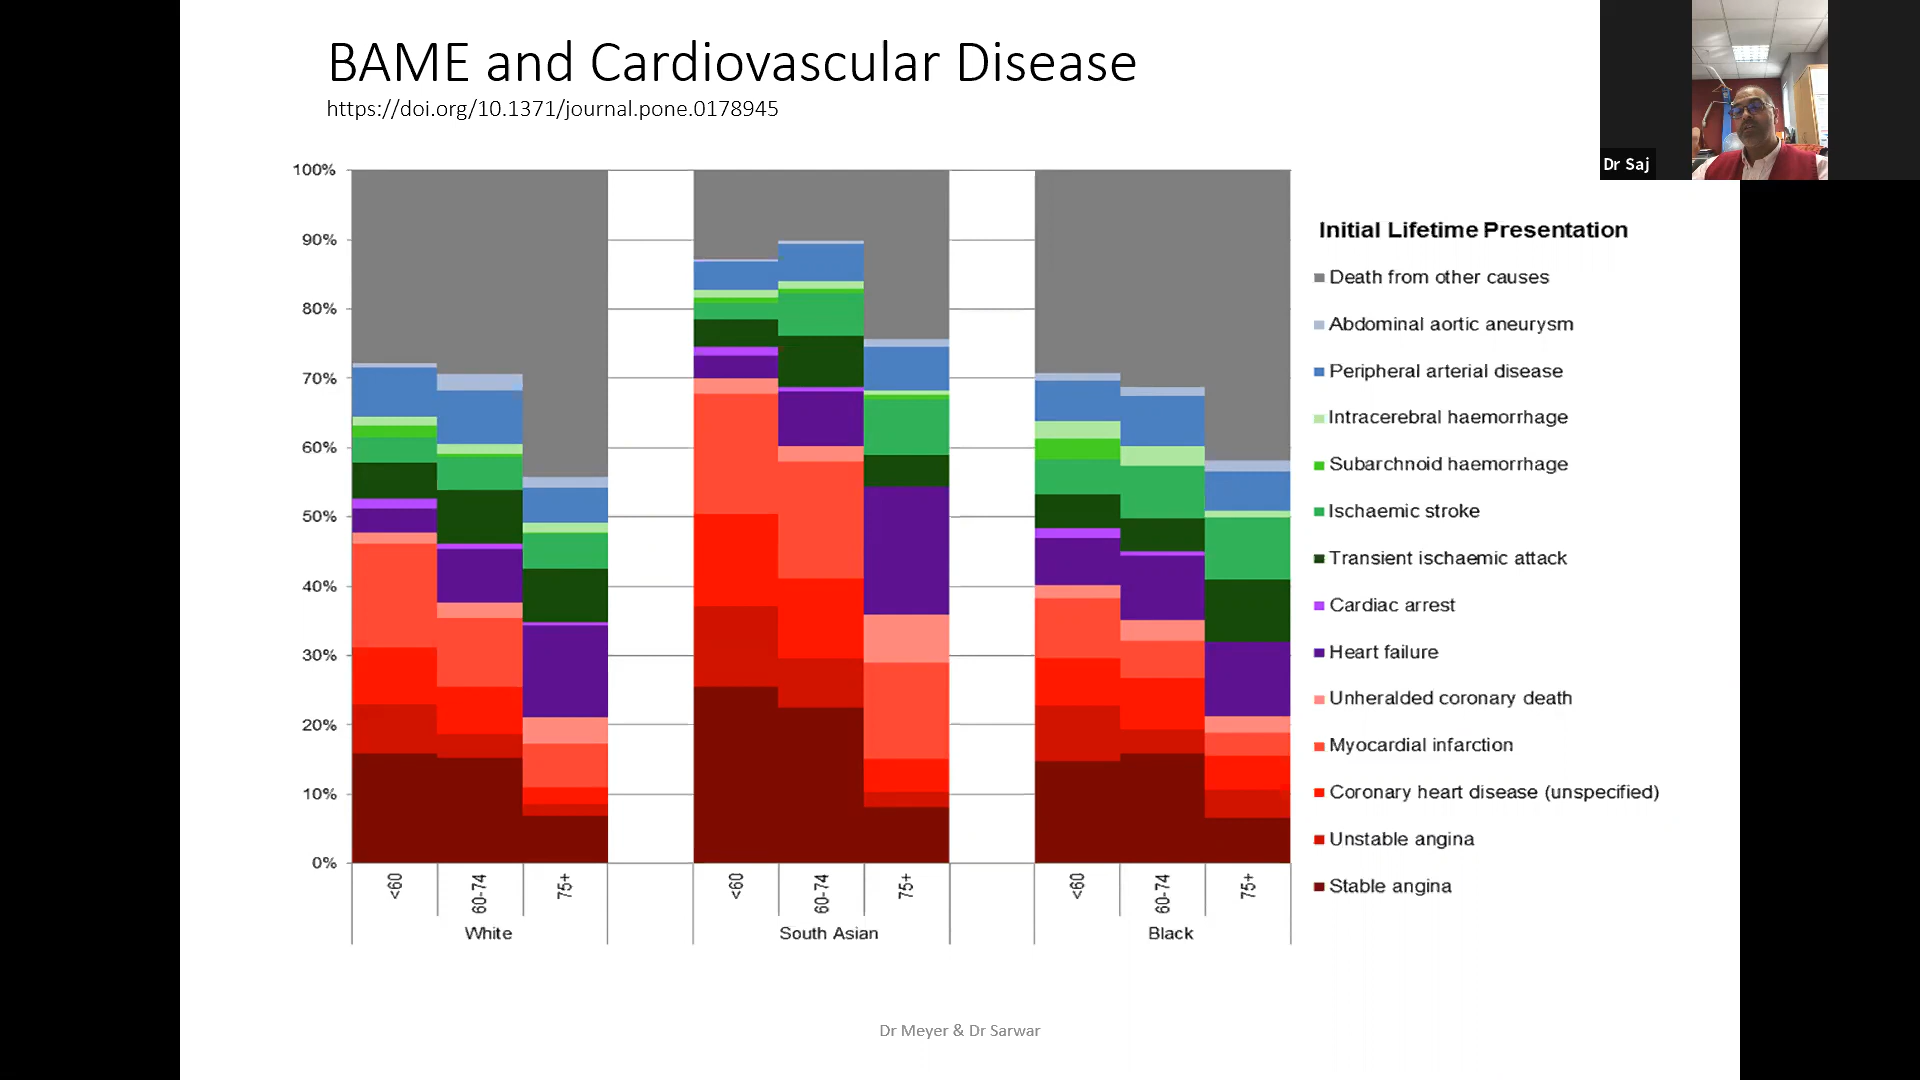 BAME and Cardiovascular Disease
https://doi.org/10.1371/journal.pone.0178945
Dr Saj
100%
90%
80%
70%
60%
50%
40%
30%
20%
10%
0%
<60
60-74
75+
<60
60-74
75+
<60
60-74
75+
White
South Asian
Black
Initial Lifetime Presentation
Death from other causes
Abdominal aortic aneurysm
Peripheral arterial disease
Intracerebral haemorrhage
Subarchnoid haemorrhage
Ischaemic stroke
Transient ischaemic attack
Cardiac arrest
Heart failure
Unheralded coronary death
Myocardial infarction
Coronary heart disease (unspecified)
Unstable angina
Stable angina
Dr Meyer & Dr Sarwar